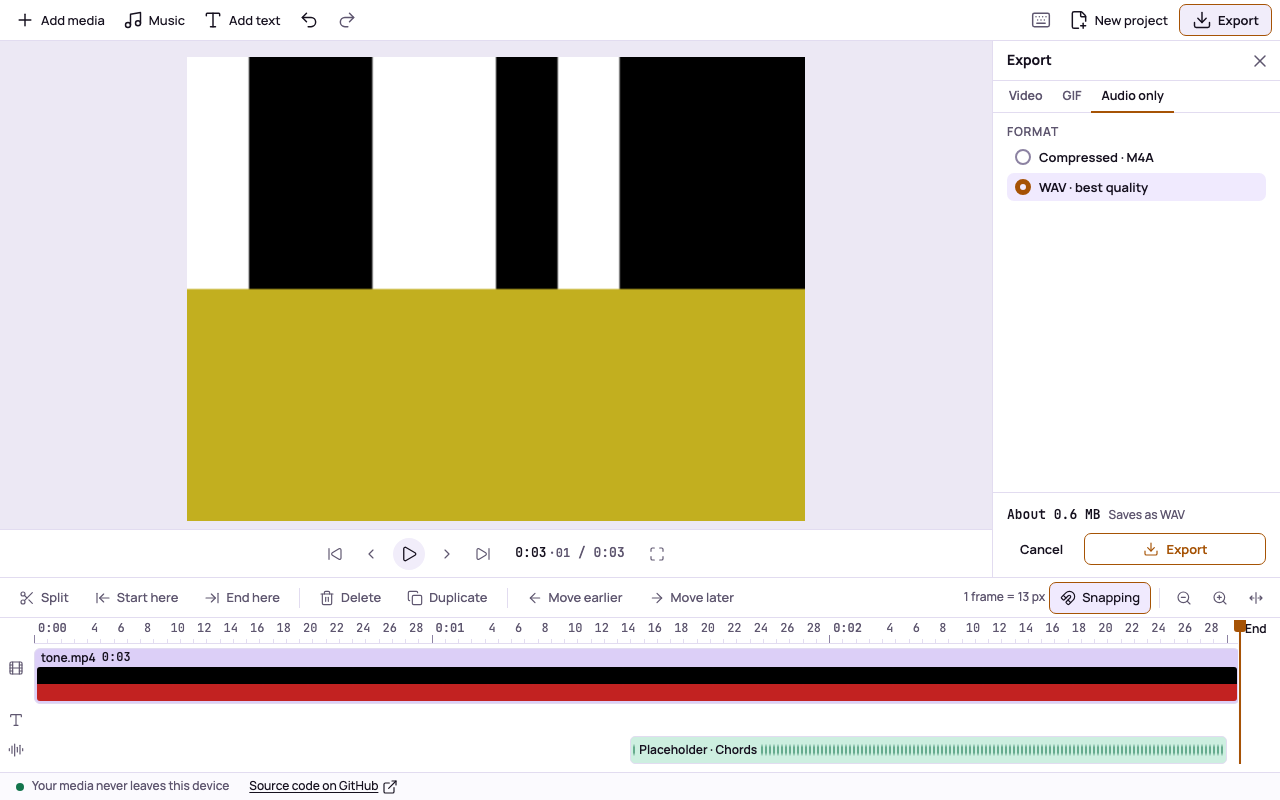 Add media Music Add text New project Export
Export
Video GIF Audio only
FORMAT
Compressed · M4A
WAV · best quality
About 0.6 MB Saves as WAV
Cancel Export
0:03·01 / 0:03
Split Start here End here Delete Duplicate Move earlier Move later 1 frame = 13 px Snapping
0:00 4 6 8 10 12 14 16 18 20 22 24 26 28 0:01 4 6 8 10 12 14 16 18 20 22 24 26 28 0:02 4 6 8 10 12 14 16 18 20 22 24 26 28 End
tone.mp4 0:03
Placeholder · Chords
Your media never leaves this device Source code on GitHub